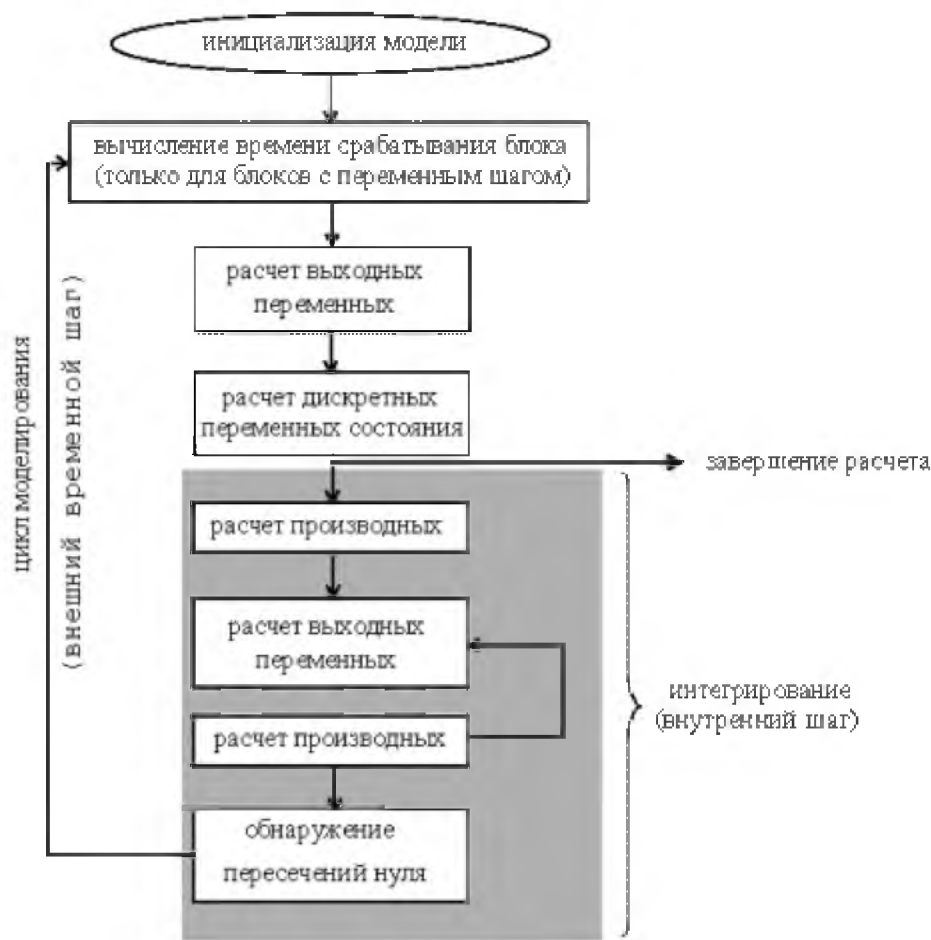 инициализация модели
вычисление времени срабатывания блока
(только для блоков с переменным шагом)
расчет выходных
переменных
расчет дискретных
переменных состояния
завершение расчета
расчет производных
расчет выходных
переменных
расчет производных
обнаружение
пересечений нуля
интегрирование
(внутренний шаг)
цикл моделирования
(внешний временной шаг)